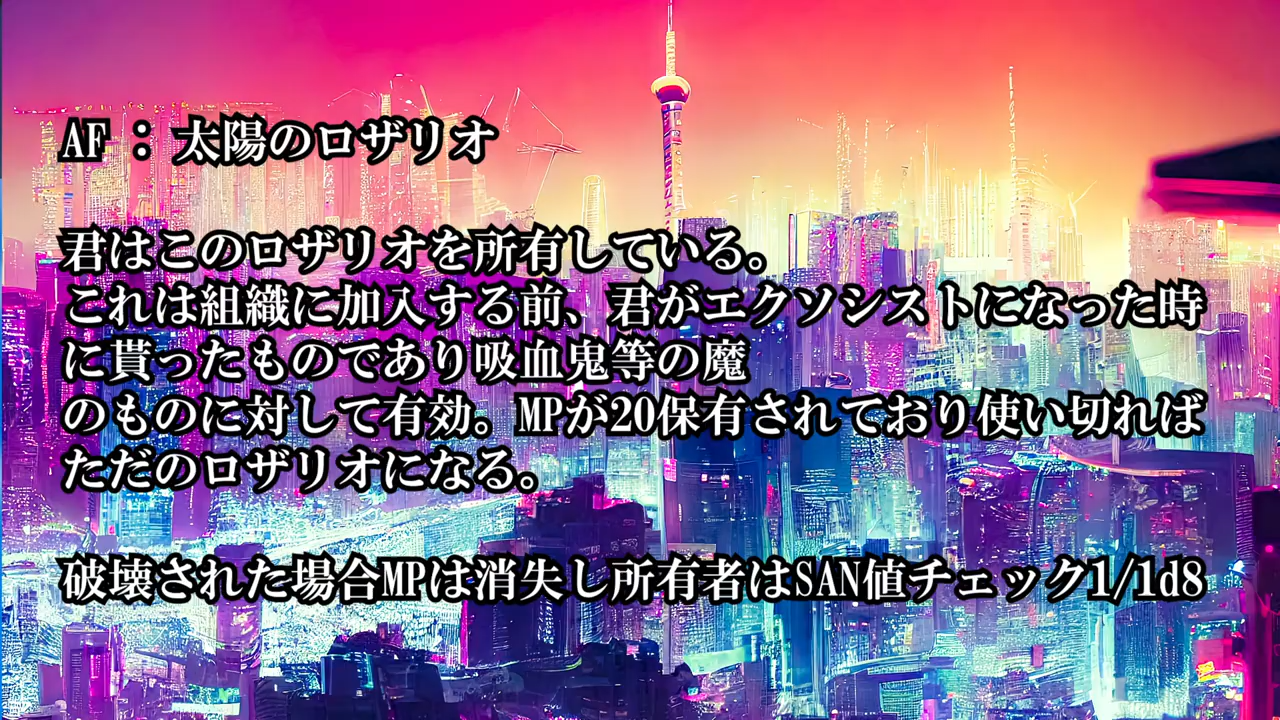 AF : 太陽のロザリオ
君はこのロザリオを所有している。
これは組織に加入する前、君がエクソシストになった時
に貰ったものであり吸血鬼等の魔
のものに対して有効。MPが20保有されており使い切れば
ただのロザリオになる。
破壊された場合MPは消失し所有者はSAN値チェック1/1d8